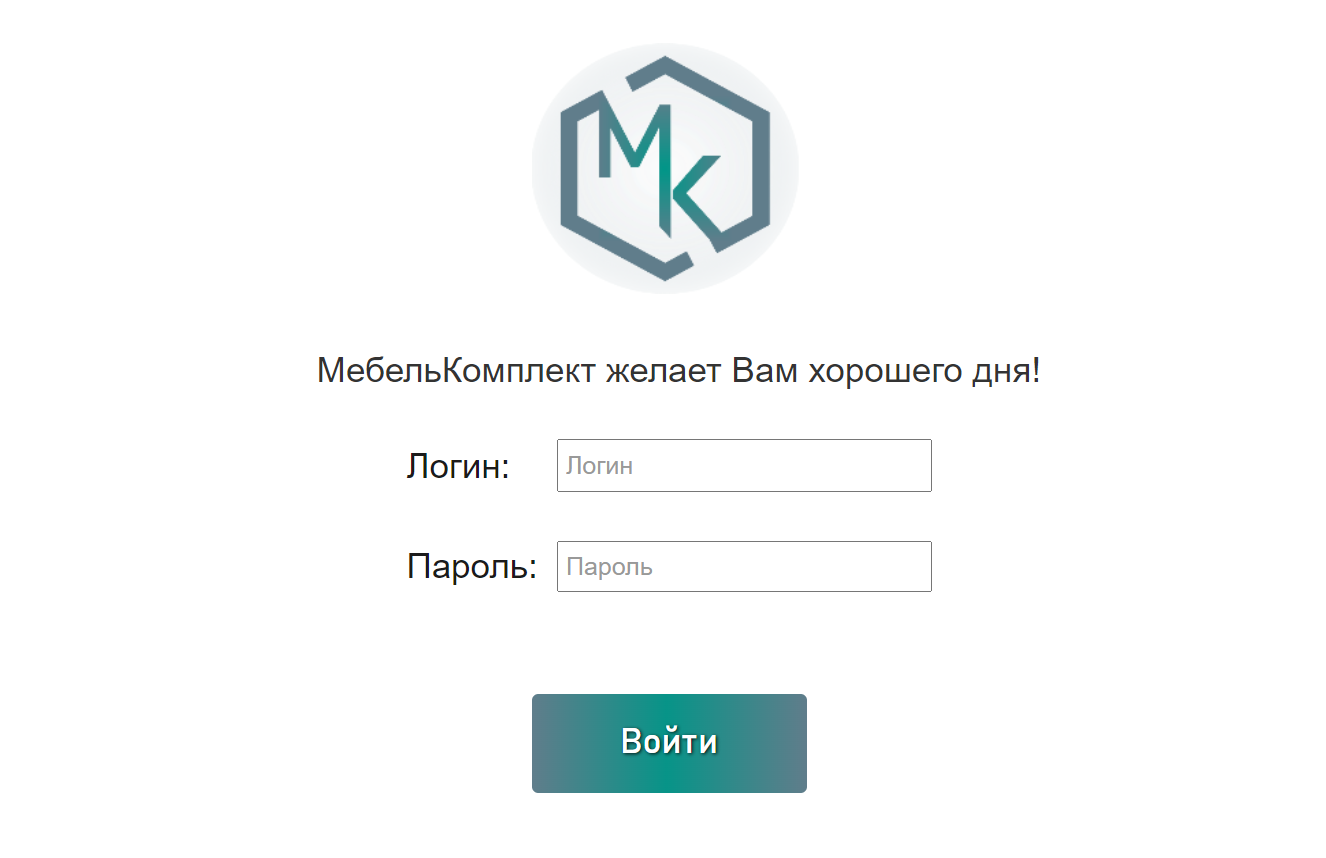 МК
МебельКомплект желает Вам хорошего дня!
Логин: Логин
Пароль: Пароль
Войти